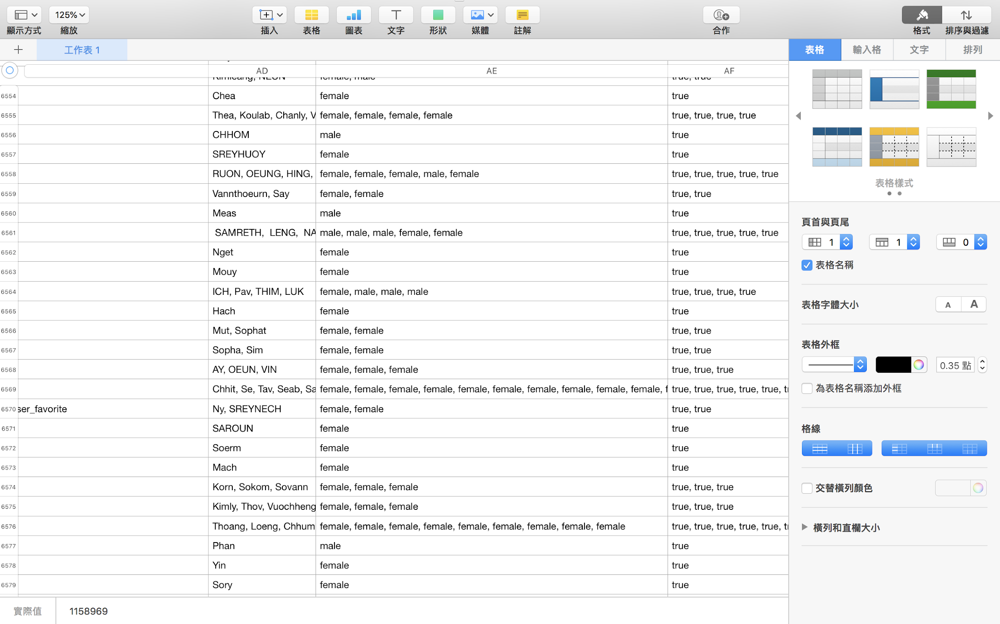 125%
顯示方式 縮放 插入 表格 圖表 文字 形狀 媒體 註解 合作 格式 排序與過濾
工作表 1
表格 輸入格 文字 排列
AD AE AF
Kimleang, NEUN female, male true, true
6554 Chea female true
6555 Thea, Koulab, Chanly, V female, female, female, female true, true, true, true
6556 CHHOM male true
6557 SREYHUOY female true
6558 RUON, OEUNG, HING, female, female, female, male, female true, true, true, true, true
6559 Vannthoeurn, Say female, female true, true
6560 Meas male true
6561 SAMRETH, LENG, NA male, male, male, female, female true, true, true, true, true
6562 Nget female true
6563 Mouy female true
6564 ICH, Pav, THIM, LUK female, male, male, male true, true, true, true
6565 Hach female true
6566 Mut, Sophat female, female true, true
6567 Sopha, Sim female, female true, true
6568 AY, OEUN, VIN female, female, female true, true, true
6569 Chhit, Se, Tav, Seab, Sa female, female, female, female, female, female, female, female, female, female, f true, true, true, true, true, t
6570 ser_favorite Ny, SREYNECH female, female true, true
6571 SAROUN female true
6572 Soerm female true
6573 Mach female true
6574 Korn, Sokom, Sovann female, female, female true, true, true
6575 Kimly, Thov, Vuochheng female, female, female true, true, true
6576 Thoang, Loeng, Chhum female, female, female, female, female, female, female, female, female true, true, true, true, true, t
6577 Phan male true
6578 Yin female true
6579 Sory female true
實際值 1158969
表格樣式
頁首與頁尾
1 1 0
表格名稱
表格字體大小 A A
表格外框
0.35 點
為表格名稱添加外框
格線
交替橫列顏色
橫列和直欄大小